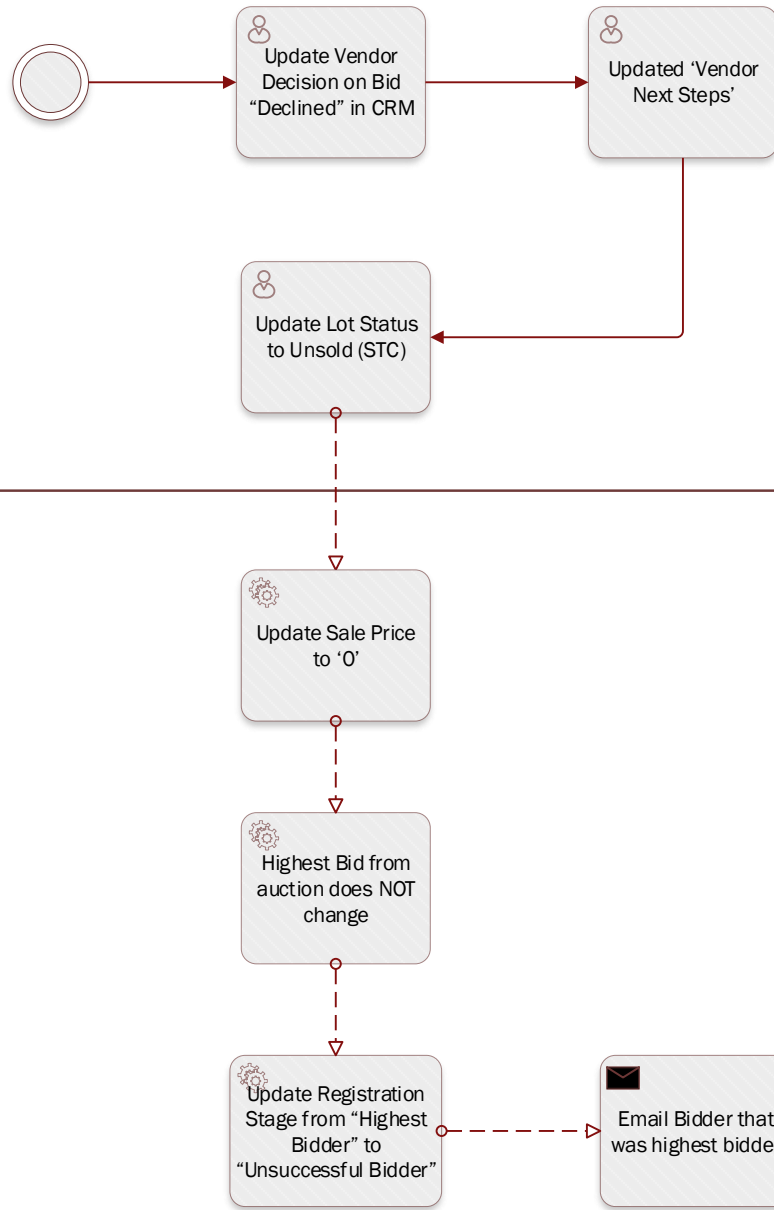 Update Vendor
Decision on Bid
“Declined” in CRM
Updated ‘Vendor
Next Steps’
Update Lot Status
to Unsold (STC)
Update Sale Price
to ‘0’
Highest Bid from
auction does NOT
change
Update Registration
Stage from “Highest
Bidder” to
“Unsuccessful Bidder”
Email Bidder that
was highest bidde